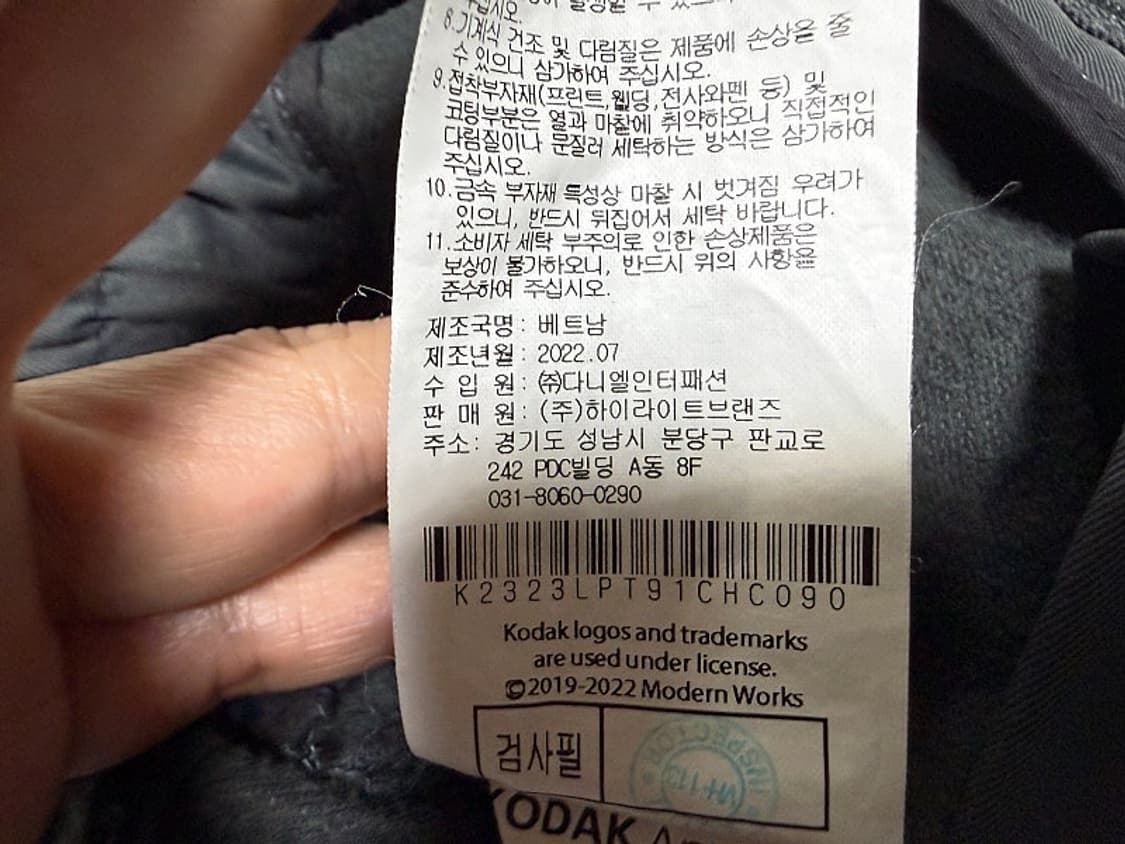 주십시오.
8.기계식 건조 및 다림질은 제품에 손상을 줄
수 있으니 삼가하여 주십시오.
9.접착부자재(프린트,웰딩,전사와펜 등) 및
코팅부분은 열과 마찰에 취약하오니 직접적인
다림질이나 문질러 세탁하는 방식은 삼가하여
주십시오.
10.금속 부자재 특성상 마찰 시 벗겨짐 우려가
있으니, 반드시 뒤집어서 세탁 바랍니다.
11.소비자 세탁 부주의로 인한 손상제품은
보상이 불가하오니, 반드시 위의 사항을
준수하여 주십시오.
제조국명: 베트남
제조년월: 2022.07
수 입 원: ㈜다니엘인터패션
판 매 원: (주)하이라이트브랜즈
주소: 경기도 성남시 분당구 판교로
242 PDC빌딩 A동 8F
031-8060-0290
K2323LPT91CHC090
Kodak logos and trademarks
are used under license.
©2019-2022 Modern Works
검사필
INSPECTOR
KODAK